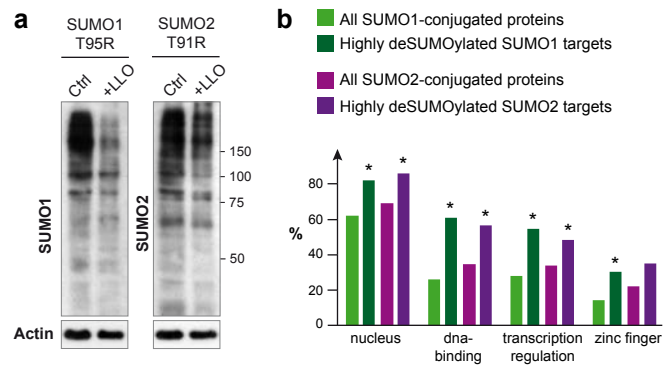 a
SUMO1
T95R
SUMO2
T91R
Ctrl
+LLO
Ctrl
+LLO
SUMO1
SUMO2
150
100
75
50
Actin
b
All SUMO1-conjugated proteins
Highly deSUMOylated SUMO1 targets
All SUMO2-conjugated proteins
Highly deSUMOylated SUMO2 targets
%
80
60
40
20
0
* * * * * * *
nucleus
dna-
binding
transcription
regulation
zinc finger